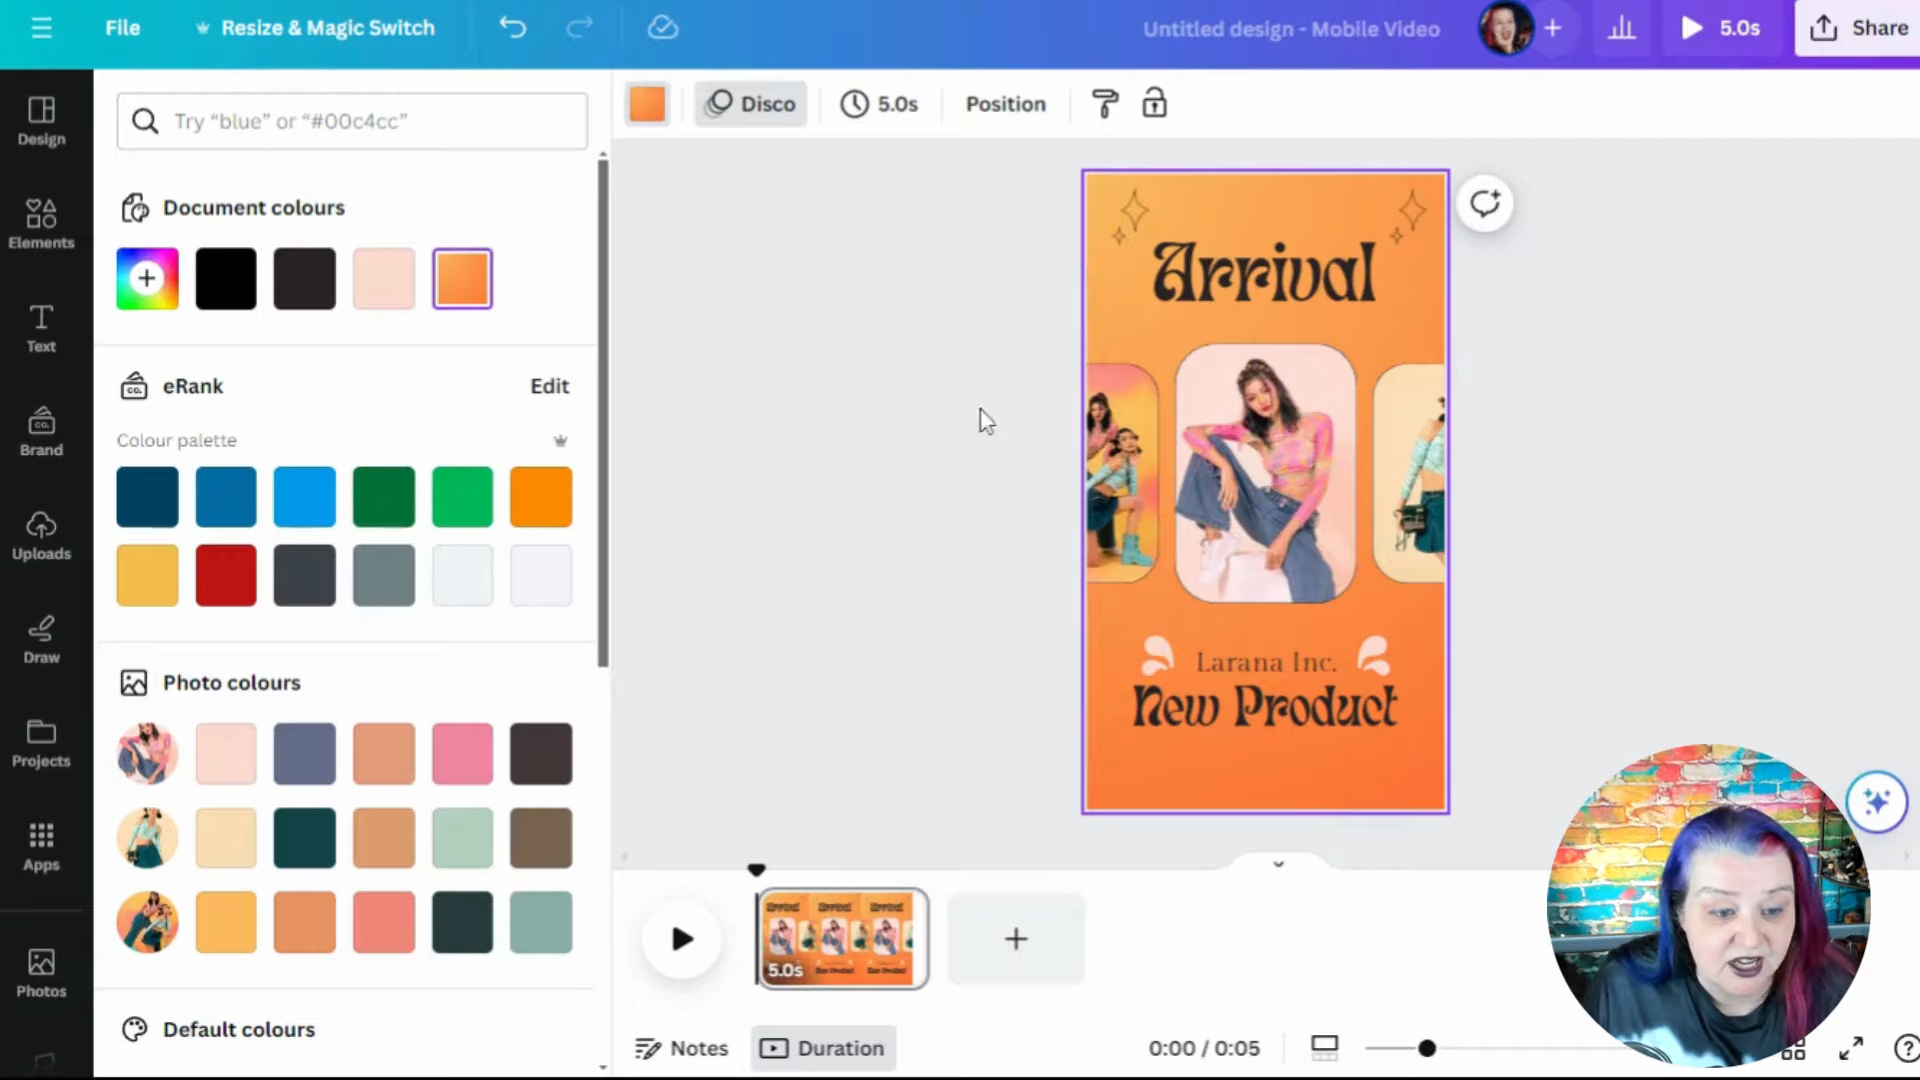 File
Resize & Magic Switch
Untitled design - Mobile Video
5.0s
Share
Design
Elements
Text
Brand
Uploads
Draw
Projects
Apps
Photos
Try “blue” or “#00c4cc”
Document colours
CO.
eRank
Edit
Colour palette
Photo colours
Default colours
Disco
5.0s
Position
Arrival
Larana Inc.
New Product
5.0s
Notes
Duration
0:00 / 0:05